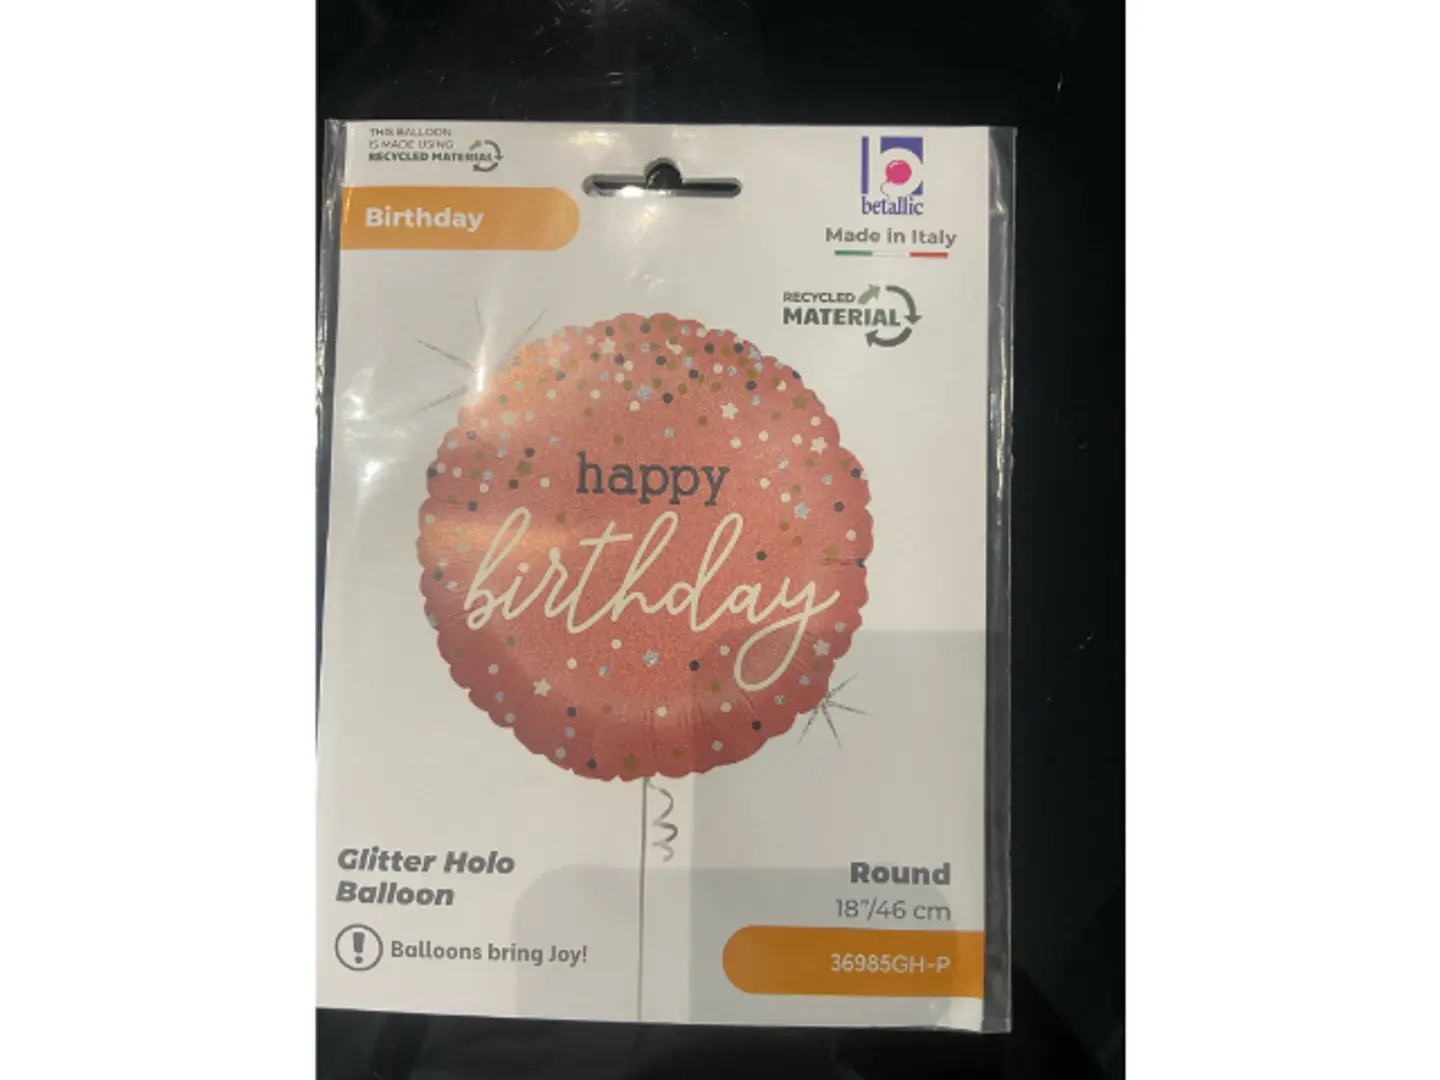 THIS BALLOON
IS MADE USING
RECYCLED MATERIAL
Birthday
betallic
Made in Italy
RECYCLED
MATERIAL
happy
birthday
Glitter Holo
Balloon
Balloons bring Joy!
Round
18"/46 cm
36985GH-P